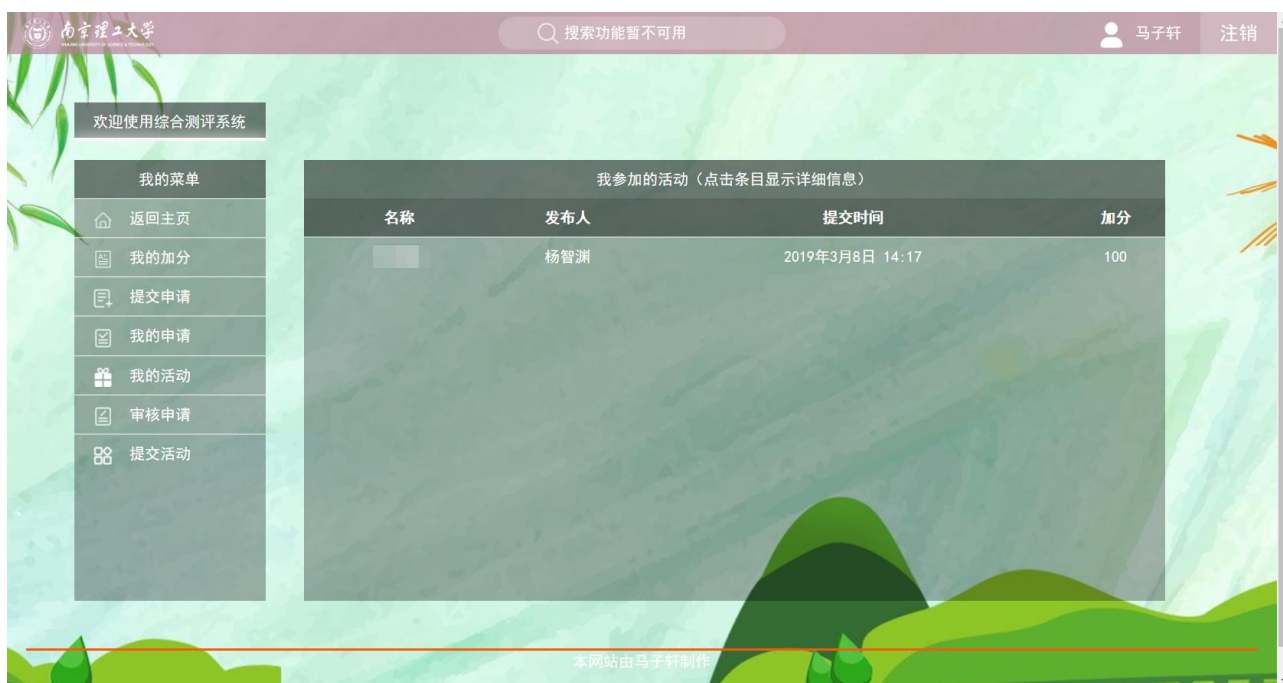 南京理工大学
搜索功能暂不可用
马子轩
注销
欢迎使用综合测评系统
我的菜单
返回主页
我的加分
提交申请
我的申请
我的活动
审核申请
提交活动
我参加的活动（点击条目显示详细信息）
名称 发布人 提交时间 加分
杨智渊 2019年3月8日 14:17 100
本网站由马子轩制作